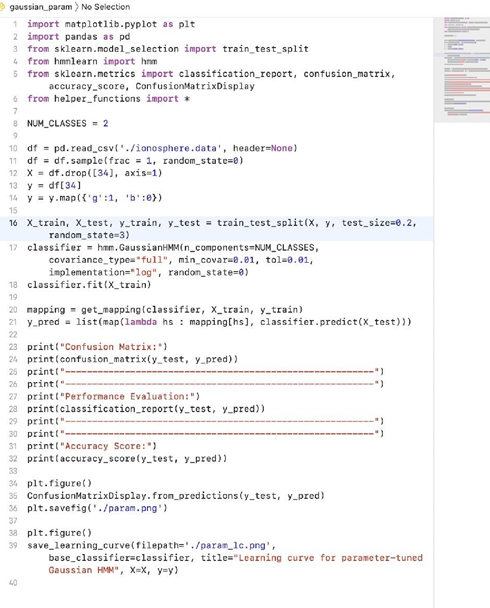 gaussian_param 〉 No Selection
1 import matplotlib.pyplot as plt
2 import pandas as pd
3 from sklearn.model_selection import train_test_split
4 from hmmlearn import hmm
5 from sklearn.metrics import classification_report, confusion_matrix,
accuracy_score, ConfusionMatrixDisplay
6 from helper_functions import *
7
8 NUM_CLASSES = 2
9
10 df = pd.read_csv('./ionosphere.data', header=None)
11 df = df.sample(frac = 1, random_state=0)
12 X = df.drop([34], axis=1)
13 y = df[34]
14 y = y.map({'g':1, 'b':0})
15
16 X_train, X_test, y_train, y_test = train_test_split(X, y, test_size=0.2,
random_state=3)
17 classifier = hmm.GaussianHMM(n_components=NUM_CLASSES,
covariance_type="full", min_covar=0.01, tol=0.01,
implementation="log", random_state=0)
18 classifier.fit(X_train)
19
20 mapping = get_mapping(classifier, X_train, y_train)
21 y_pred = list(map(lambda hs : mapping[hs], classifier.predict(X_test)))
22
23 print("Confusion Matrix:")
24 print(confusion_matrix(y_test, y_pred))
25 print("------------------------------------------------------")
26 print("------------------------------------------------------")
27 print("Performance Evaluation:")
28 print(classification_report(y_test, y_pred))
29 print("------------------------------------------------------")
30 print("------------------------------------------------------")
31 print("Accuracy Score:")
32 print(accuracy_score(y_test, y_pred))
33
34 plt.figure()
35 ConfusionMatrixDisplay.from_predictions(y_test, y_pred)
36 plt.savefig('./param.png')
37
38 plt.figure()
39 save_learning_curve(filepath='./param_lc.png',
base_classifier=classifier, title="Learning curve for parameter-tuned
Gaussian HMM", X=X, y=y)
40